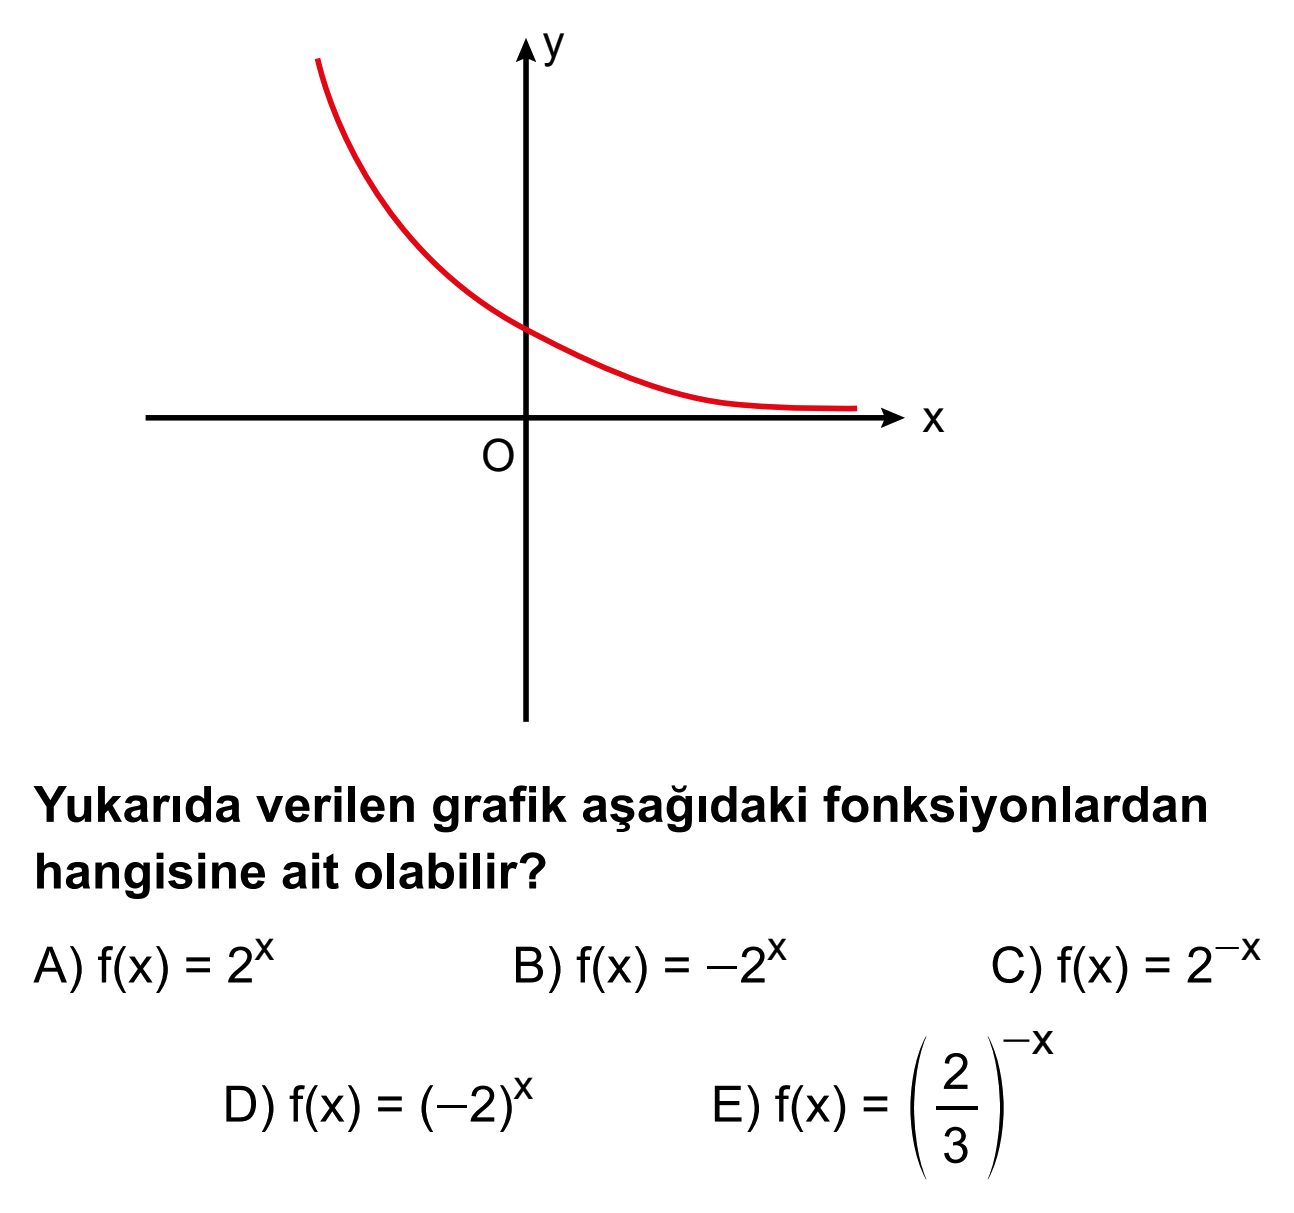 y
x
O
Yukarıda verilen grafik aşağıdaki fonksiyonlardan
hangisine ait olabilir?
A) f(x) = 2^x B) f(x) = –2^x C) f(x) = 2^–x
D) f(x) = (–2)^x E) f(x) = (2/3)^–x